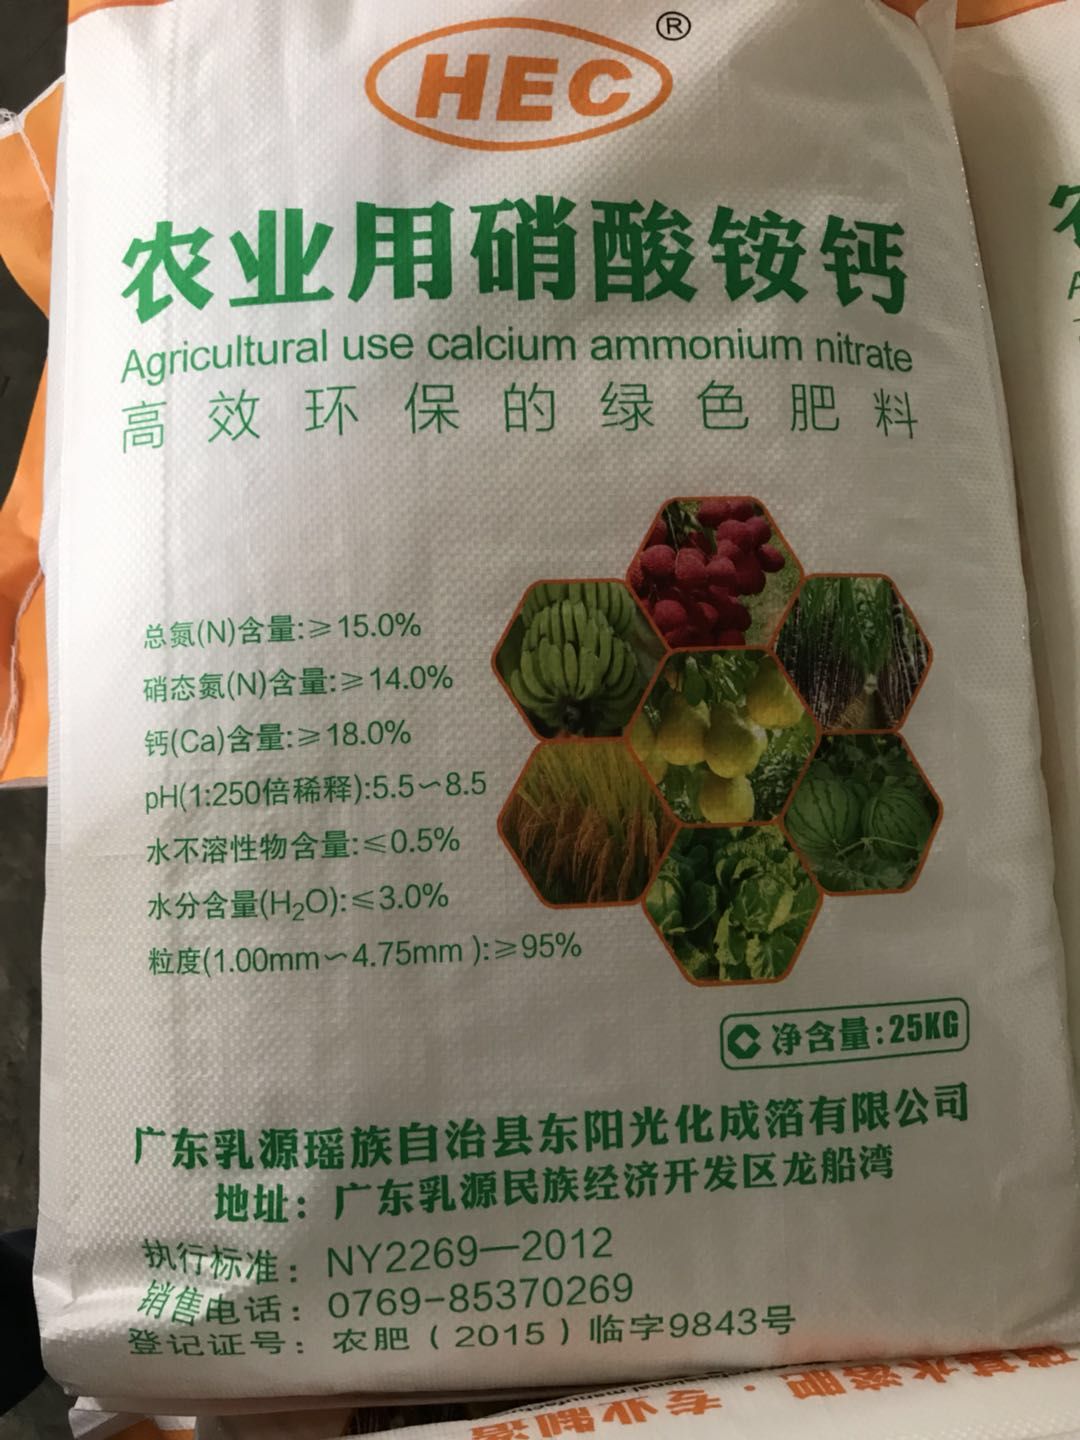 HEC®
农业用硝酸铵钙
Agricultural use calcium ammonium nitrate
高效环保的绿色肥料
总氮(N)含量:≥15.0%
硝态氮(N)含量:≥14.0%
钙(Ca)含量:≥18.0%
pH(1:250倍稀释):5.5～8.5
水不溶性物含量:≤0.5%
水分含量(H₂O):≤3.0%
粒度(1.00mm～4.75mm ):≥95%
净含量:25KG
广东乳源瑶族自治县东阳光化成箔有限公司
地址：广东乳源民族经济开发区龙船湾
执行标准：NY2269—2012
销售电话：0769-85370269
登记证号：农肥（2015）临字9843号
水溶肥·专业制造